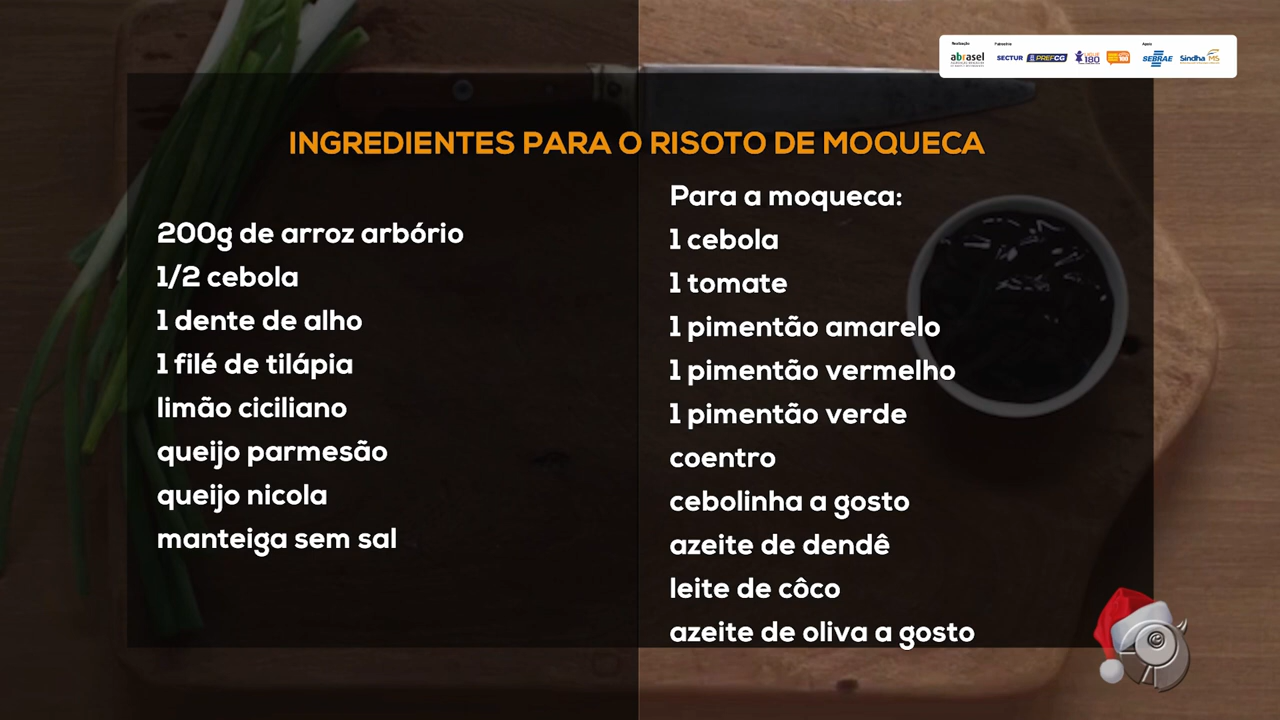 Realização
abrasel
SECTUR
PREFCG
180
SEBRAE
Apoio
Sindha MS
INGREDIENTES PARA O RISOTO DE MOQUECA
200g de arroz arbório
1/2 cebola
1 dente de alho
1 filé de tilápia
limão ciciliano
queijo parmesão
queijo nicola
manteiga sem sal
Para a moqueca:
1 cebola
1 tomate
1 pimentão amarelo
1 pimentão vermelho
1 pimentão verde
coentro
cebolinha a gosto
azeite de dendê
leite de côco
azeite de oliva a gosto